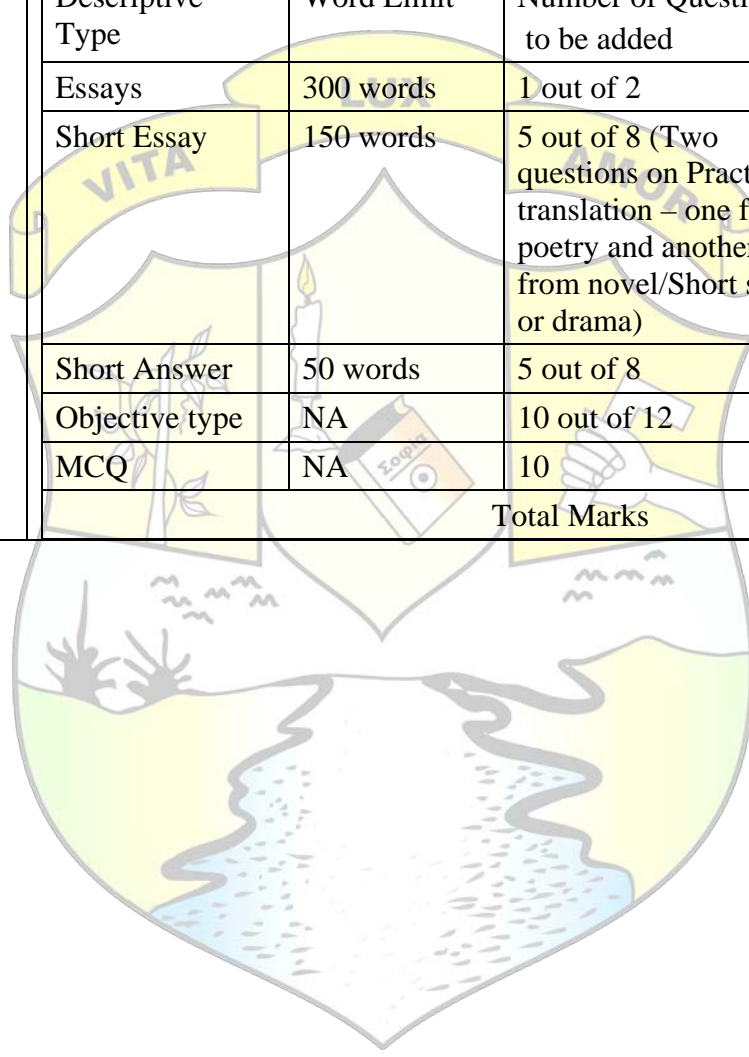 Descriptive Word Limit Number of
Type to be added
Essays 300 words 1 out of 2
Short Essay 150 words 5 out of 8 (Two
questions on
translation – one
poetry and another
from novel/Short
or drama)
Short Answer 50 words 5 out of 8
Objective type NA 10 out of 12
MCQ NA 10
Total Marks
LUX
VITA
AMOR
Σοφία